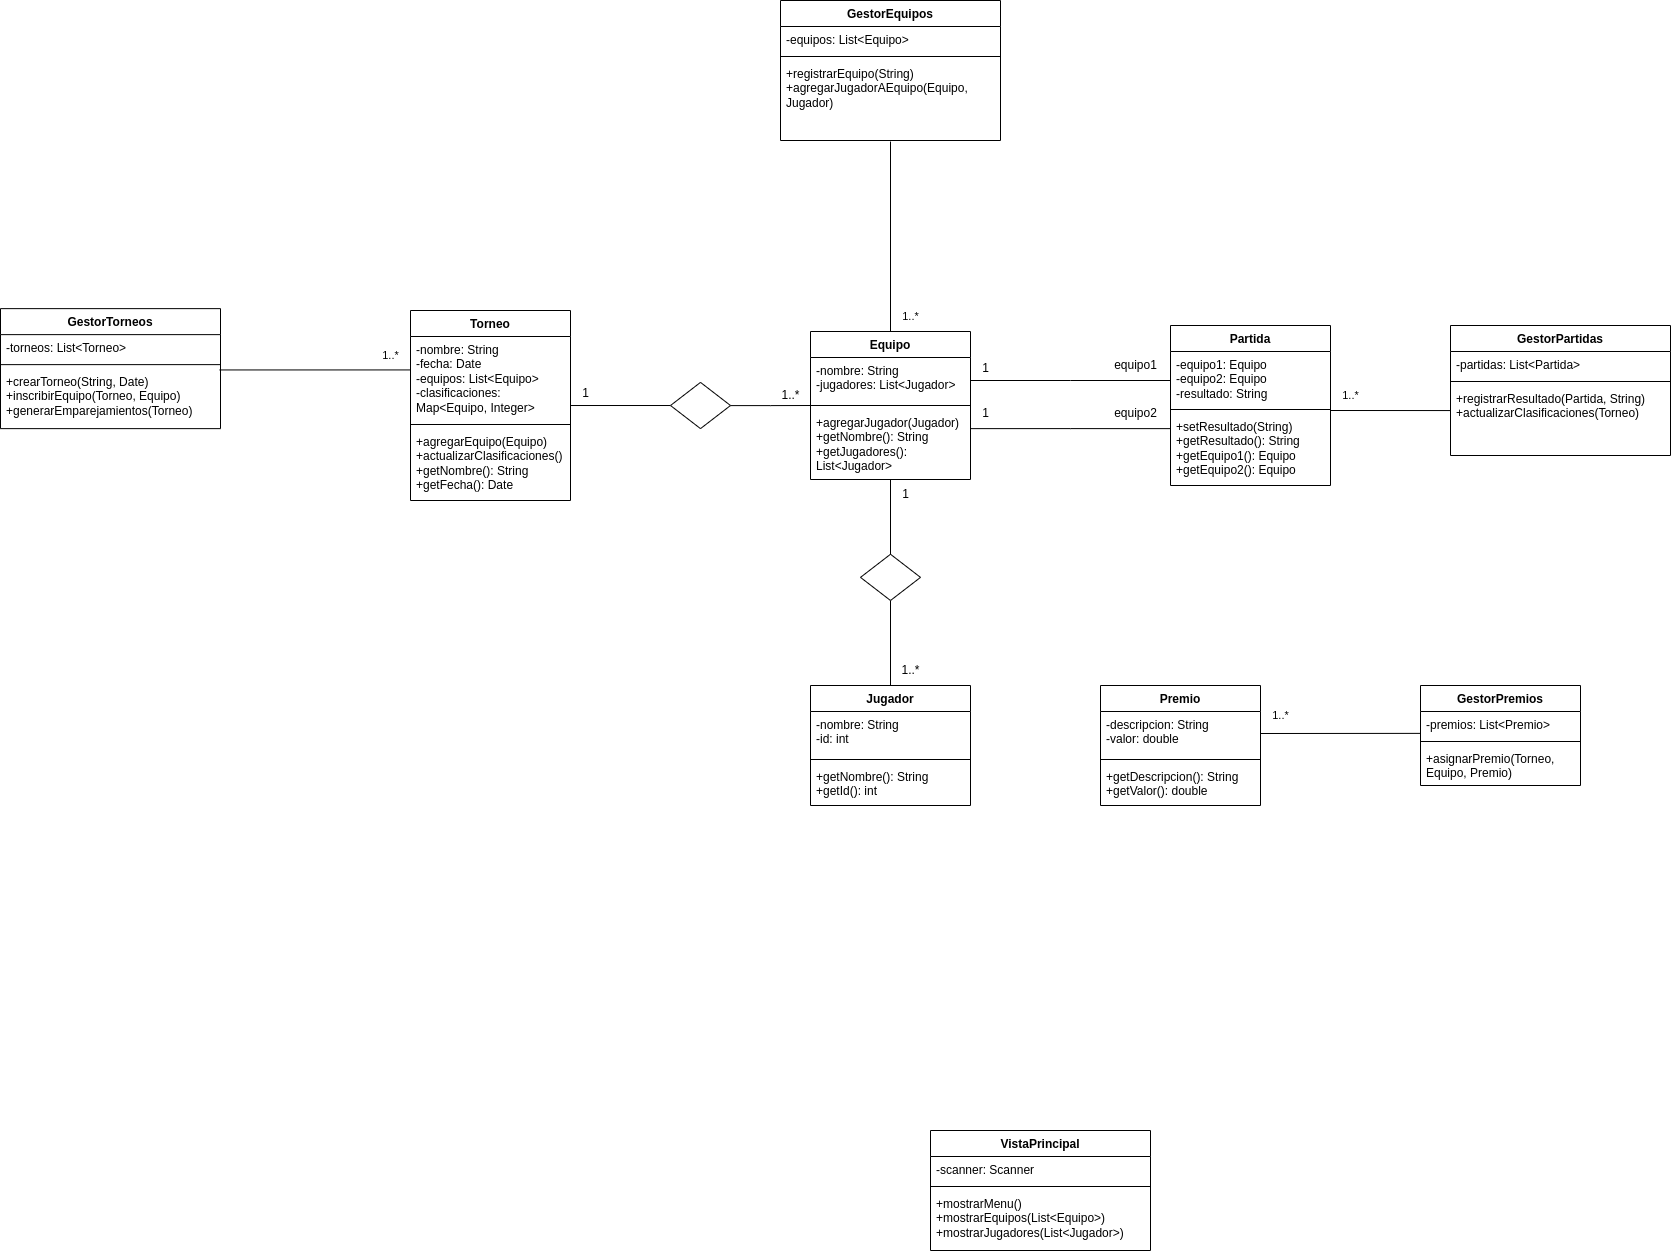 GestorEquipos
-equipos: List<Equipo>
+registrarEquipo(String)
+agregarJugadorAEquipo(Equipo,
Jugador)
GestorTorneos
-torneos: List<Torneo>
+crearTorneo(String, Date)
+inscribirEquipo(Torneo, Equipo)
+generarEmparejamientos(Torneo)
1..*
Torneo
-nombre: String
-fecha: Date
-equipos: List<Equipo>
-clasificaciones:
Map<Equipo, Integer>
+agregarEquipo(Equipo)
+actualizarClasificaciones()
+getNombre(): String
+getFecha(): Date
1
1..*
1..*
Equipo
-nombre: String
-jugadores: List<Jugador>
+agregarJugador(Jugador)
+getNombre(): String
+getJugadores():
List<Jugador>
1
equipo1
1
equipo2
Partida
-equipo1: Equipo
-equipo2: Equipo
-resultado: String
+setResultado(String)
+getResultado(): String
+getEquipo1(): Equipo
+getEquipo2(): Equipo
1..*
GestorPartidas
-partidas: List<Partida>
+registrarResultado(Partida, String)
+actualizarClasificaciones(Torneo)
1
1..*
Jugador
-nombre: String
-id: int
+getNombre(): String
+getId(): int
Premio
-descripcion: String
-valor: double
+getDescripcion(): String
+getValor(): double
1..*
GestorPremios
-premios: List<Premio>
+asignarPremio(Torneo,
Equipo, Premio)
VistaPrincipal
-scanner: Scanner
+mostrarMenu()
+mostrarEquipos(List<Equipo>)
+mostrarJugadores(List<Jugador>)